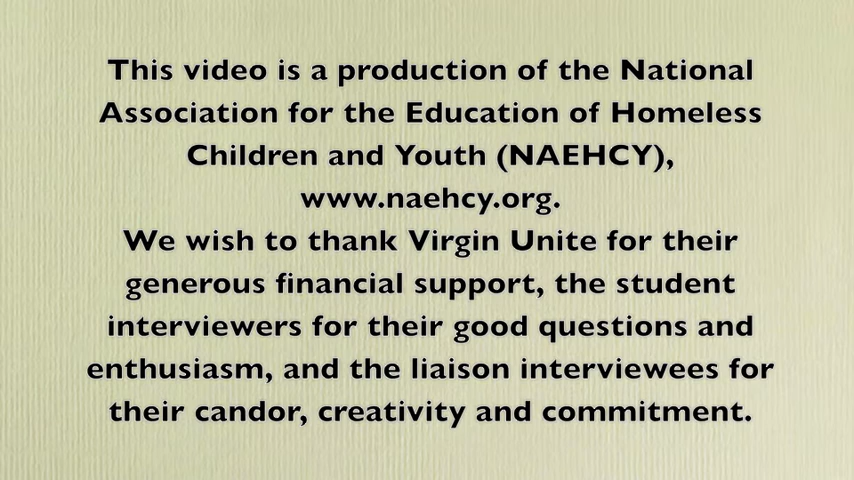 This video is a production of the National
Association for the Education of Homeless
Children and Youth (NAEHCY),
www.naehcy.org.
We wish to thank Virgin Unite for their
generous financial support, the student
interviewers for their good questions and
enthusiasm, and the liaison interviewees for
their candor, creativity and commitment.